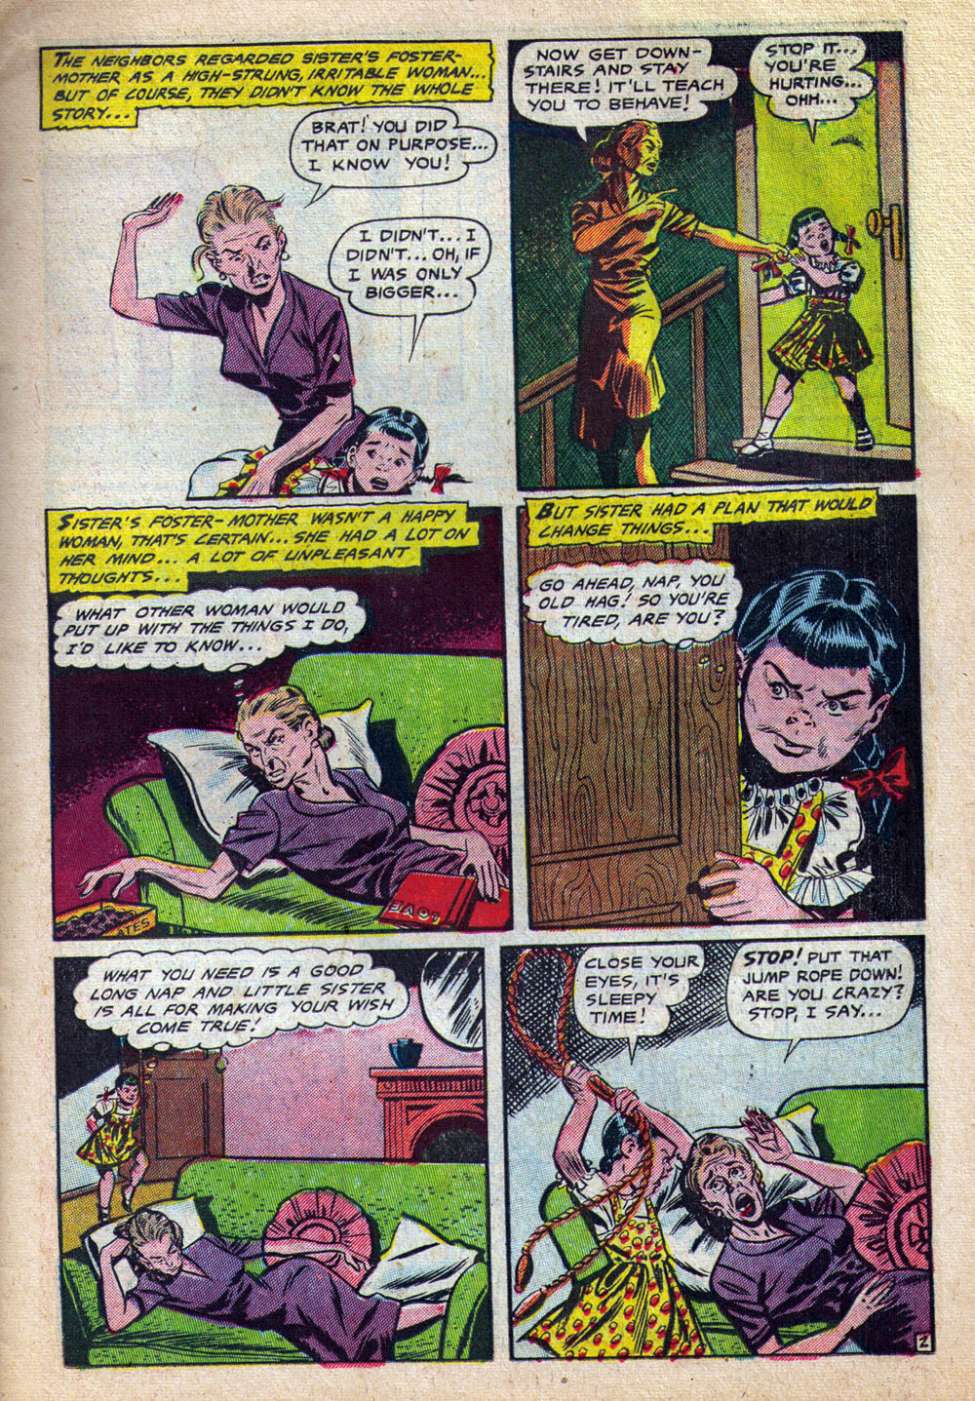 THE NEIGHBORS REGARDED SISTER'S FOSTER-
MOTHER AS A HIGH-STRUNG, IRRITABLE WOMAN...
BUT OF COURSE, THEY DIDN'T KNOW THE WHOLE
STORY...
BRAT! YOU DID
THAT ON PURPOSE...
I KNOW YOU!
I DIDN'T... I
DIDN'T... OH, IF
I WAS ONLY
BIGGER...
NOW GET DOWN-
STAIRS AND STAY
THERE! IT'LL TEACH
YOU TO BEHAVE!
STOP IT...
YOU'RE
HURTING...
OHH...
SISTER'S FOSTER-MOTHER WASN'T A HAPPY
WOMAN, THAT'S CERTAIN... SHE HAD A LOT ON
HER MIND... A LOT OF UNPLEASANT
THOUGHTS...
WHAT OTHER WOMAN WOULD
PUT UP WITH THE THINGS I DO,
I'D LIKE TO KNOW...
ATES
LOVE
BUT SISTER HAD A PLAN THAT WOULD
CHANGE THINGS...
GO AHEAD, NAP, YOU
OLD HAG! SO YOU'RE
TIRED, ARE YOU?
WHAT YOU NEED IS A GOOD
LONG NAP AND LITTLE SISTER
IS ALL FOR MAKING YOUR WISH
COME TRUE!
CLOSE YOUR
EYES, IT'S
SLEEPY
TIME!
STOP! PUT THAT
JUMP ROPE DOWN!
ARE YOU CRAZY?
STOP, I SAY...
2